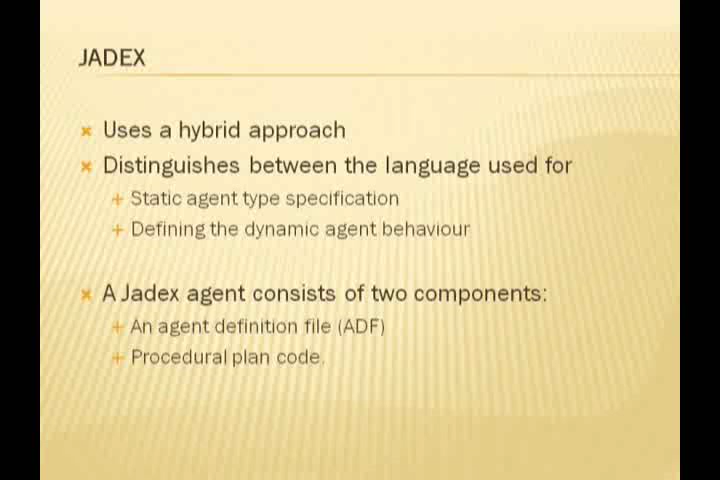 JADEX
Uses a hybrid approach
Distinguishes between the language used for
Static agent type specification
Defining the dynamic agent behaviour
A Jadex agent consists of two components:
An agent definition file (ADF)
Procedural plan code.